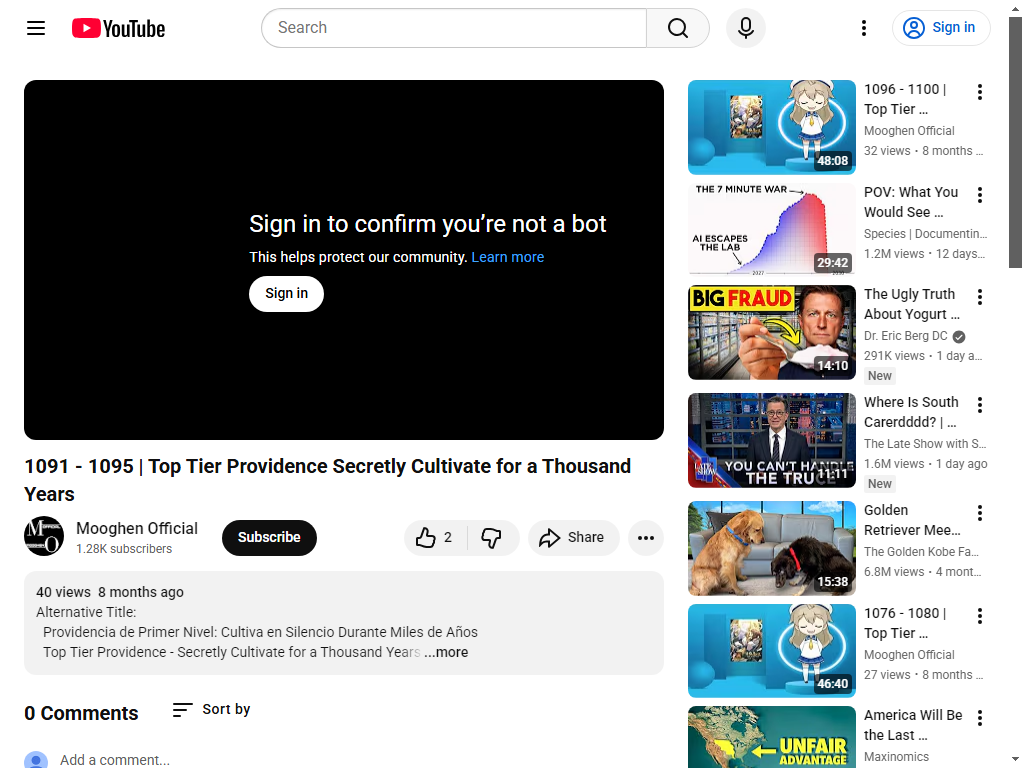 YouTube
Search
Sign in
Sign in to confirm you're not a bot
This helps protect our community. Learn more
Sign in
1091 - 1095 | Top Tier Providence Secretly Cultivate for a Thousand
Years
Mooghen Official
1.28K subscribers
Subscribe
2
Share
40 views 8 months ago
Alternative Title:
Providencia de Primer Nivel: Cultiva en Silencio Durante Miles de Años
Top Tier Providence - Secretly Cultivate for a Thousand Years ...more
0 Comments
Sort by
Add a comment...
48:08
1096 - 1100 |
Top Tier ...
Mooghen Official
32 views • 8 months ...
THE 7 MINUTE WAR
AI ESCAPES
THE LAB
2027
29:42
POV: What You
Would See ...
Species | Documentin...
1.2M views • 12 days...
BIG FRAUD
14:10
The Ugly Truth
About Yogurt ...
Dr. Eric Berg DC
291K views • 1 day a...
New
YOU CAN'T HANDLE
THE TRUCE
11:11
Where Is South
Carerdddd? | ...
The Late Show with S...
1.6M views • 1 day ago
New
15:38
Golden
Retriever Mee...
The Golden Kobe Fa...
6.8M views • 4 mont...
46:40
1076 - 1080 |
Top Tier ...
Mooghen Official
27 views • 8 months ...
UNFAIR
ADVANTAGE
America Will Be
the Last ...
Maxinomics